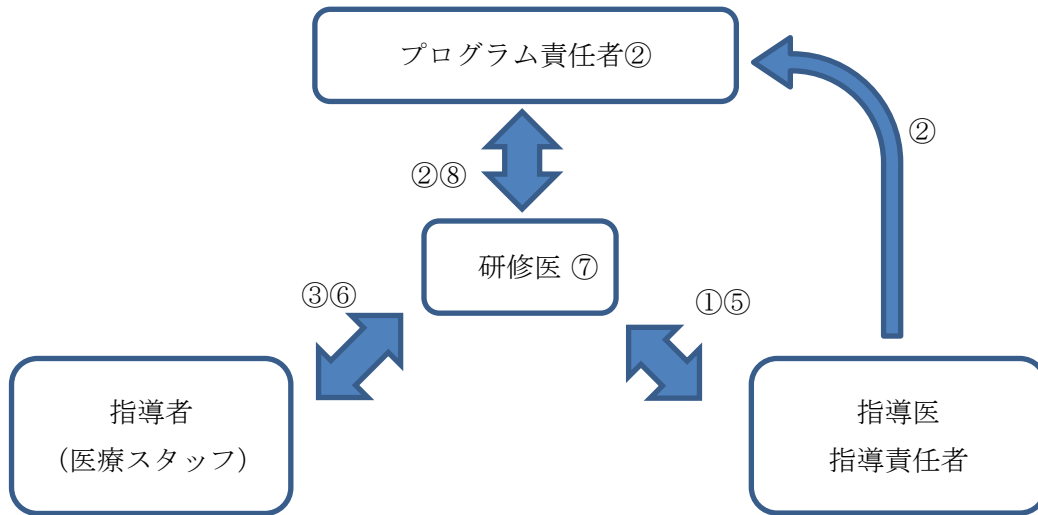 プログラム責任者②
②
②⑧
研修医 ⑦
③⑥
①⑤
指導者
（医療スタッフ）
指導医
指導責任者